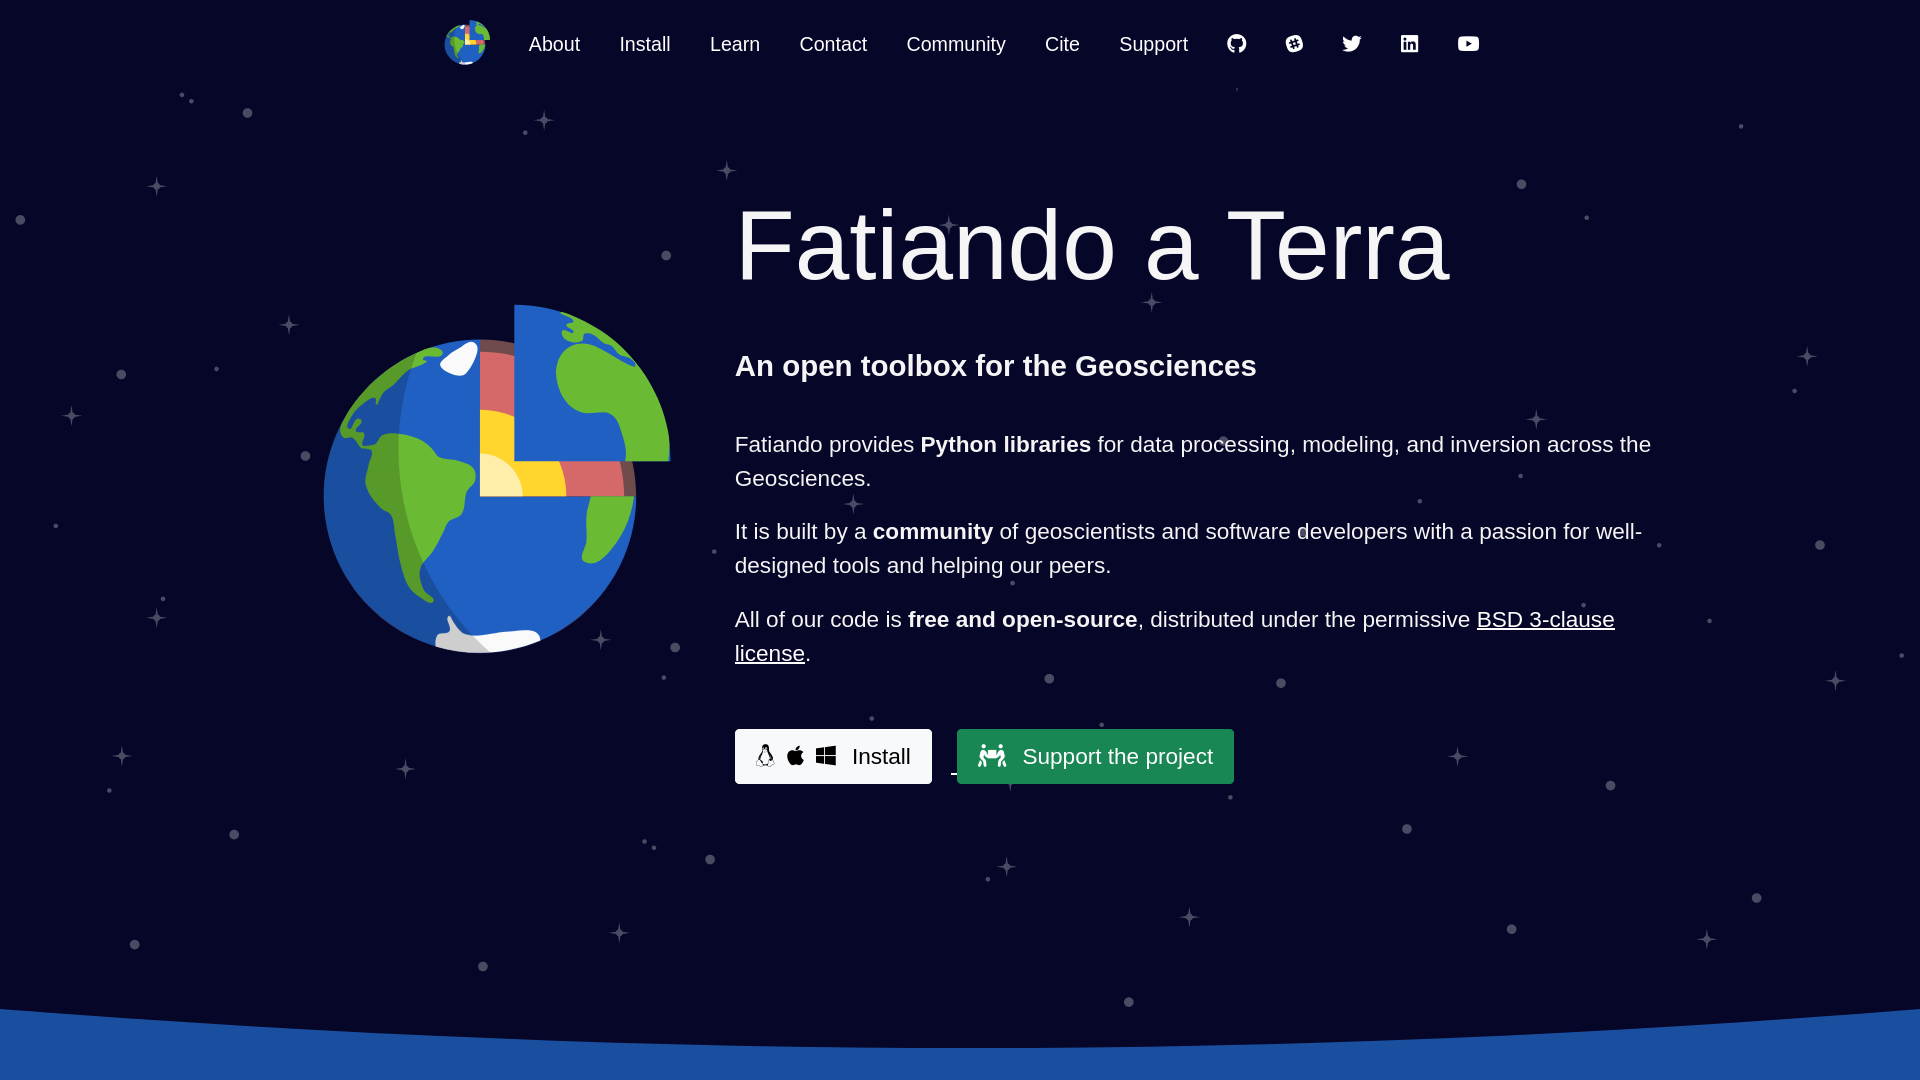 About Install Learn Contact Community Cite Support
Fatiando a Terra
An open toolbox for the Geosciences
Fatiando provides Python libraries for data processing, modeling, and inversion across the
Geosciences.
It is built by a community of geoscientists and software developers with a passion for well-
designed tools and helping our peers.
All of our code is free and open-source, distributed under the permissive BSD 3-clause
license.
Install Support the project